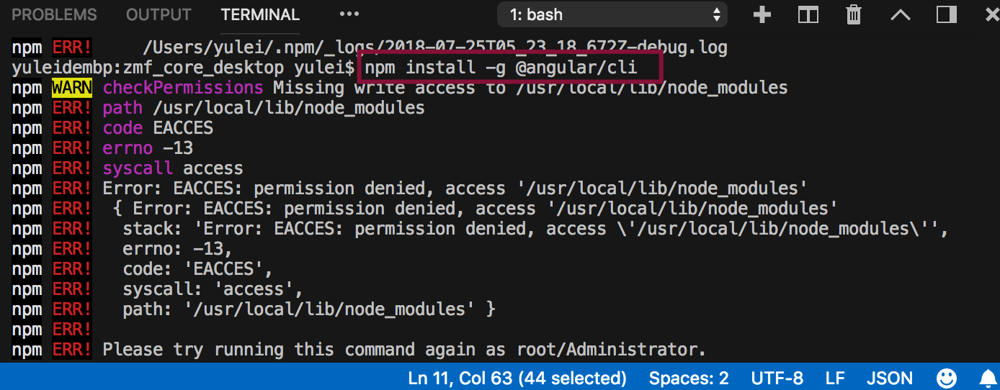 PROBLEMS OUTPUT TERMINAL ••• 1: bash
npm ERR! /Users/yulei/.npm/_logs/2018-07-25T05_23_18_672Z-debug.log
yuleidembp:zmf_core_desktop yulei$ npm install -g @angular/cli
npm WARN checkPermissions Missing write access to /usr/local/lib/node_modules
npm ERR! path /usr/local/lib/node_modules
npm ERR! code EACCES
npm ERR! errno -13
npm ERR! syscall access
npm ERR! Error: EACCES: permission denied, access '/usr/local/lib/node_modules'
npm ERR!  { Error: EACCES: permission denied, access '/usr/local/lib/node_modules'
npm ERR!   stack: 'Error: EACCES: permission denied, access \'/usr/local/lib/node_modules\'',
npm ERR!   errno: -13,
npm ERR!   code: 'EACCES',
npm ERR!   syscall: 'access',
npm ERR!   path: '/usr/local/lib/node_modules' }
npm ERR!
npm ERR! Please try running this command again as root/Administrator.
Ln 11, Col 63 (44 selected) Spaces: 2 UTF-8 LF JSON